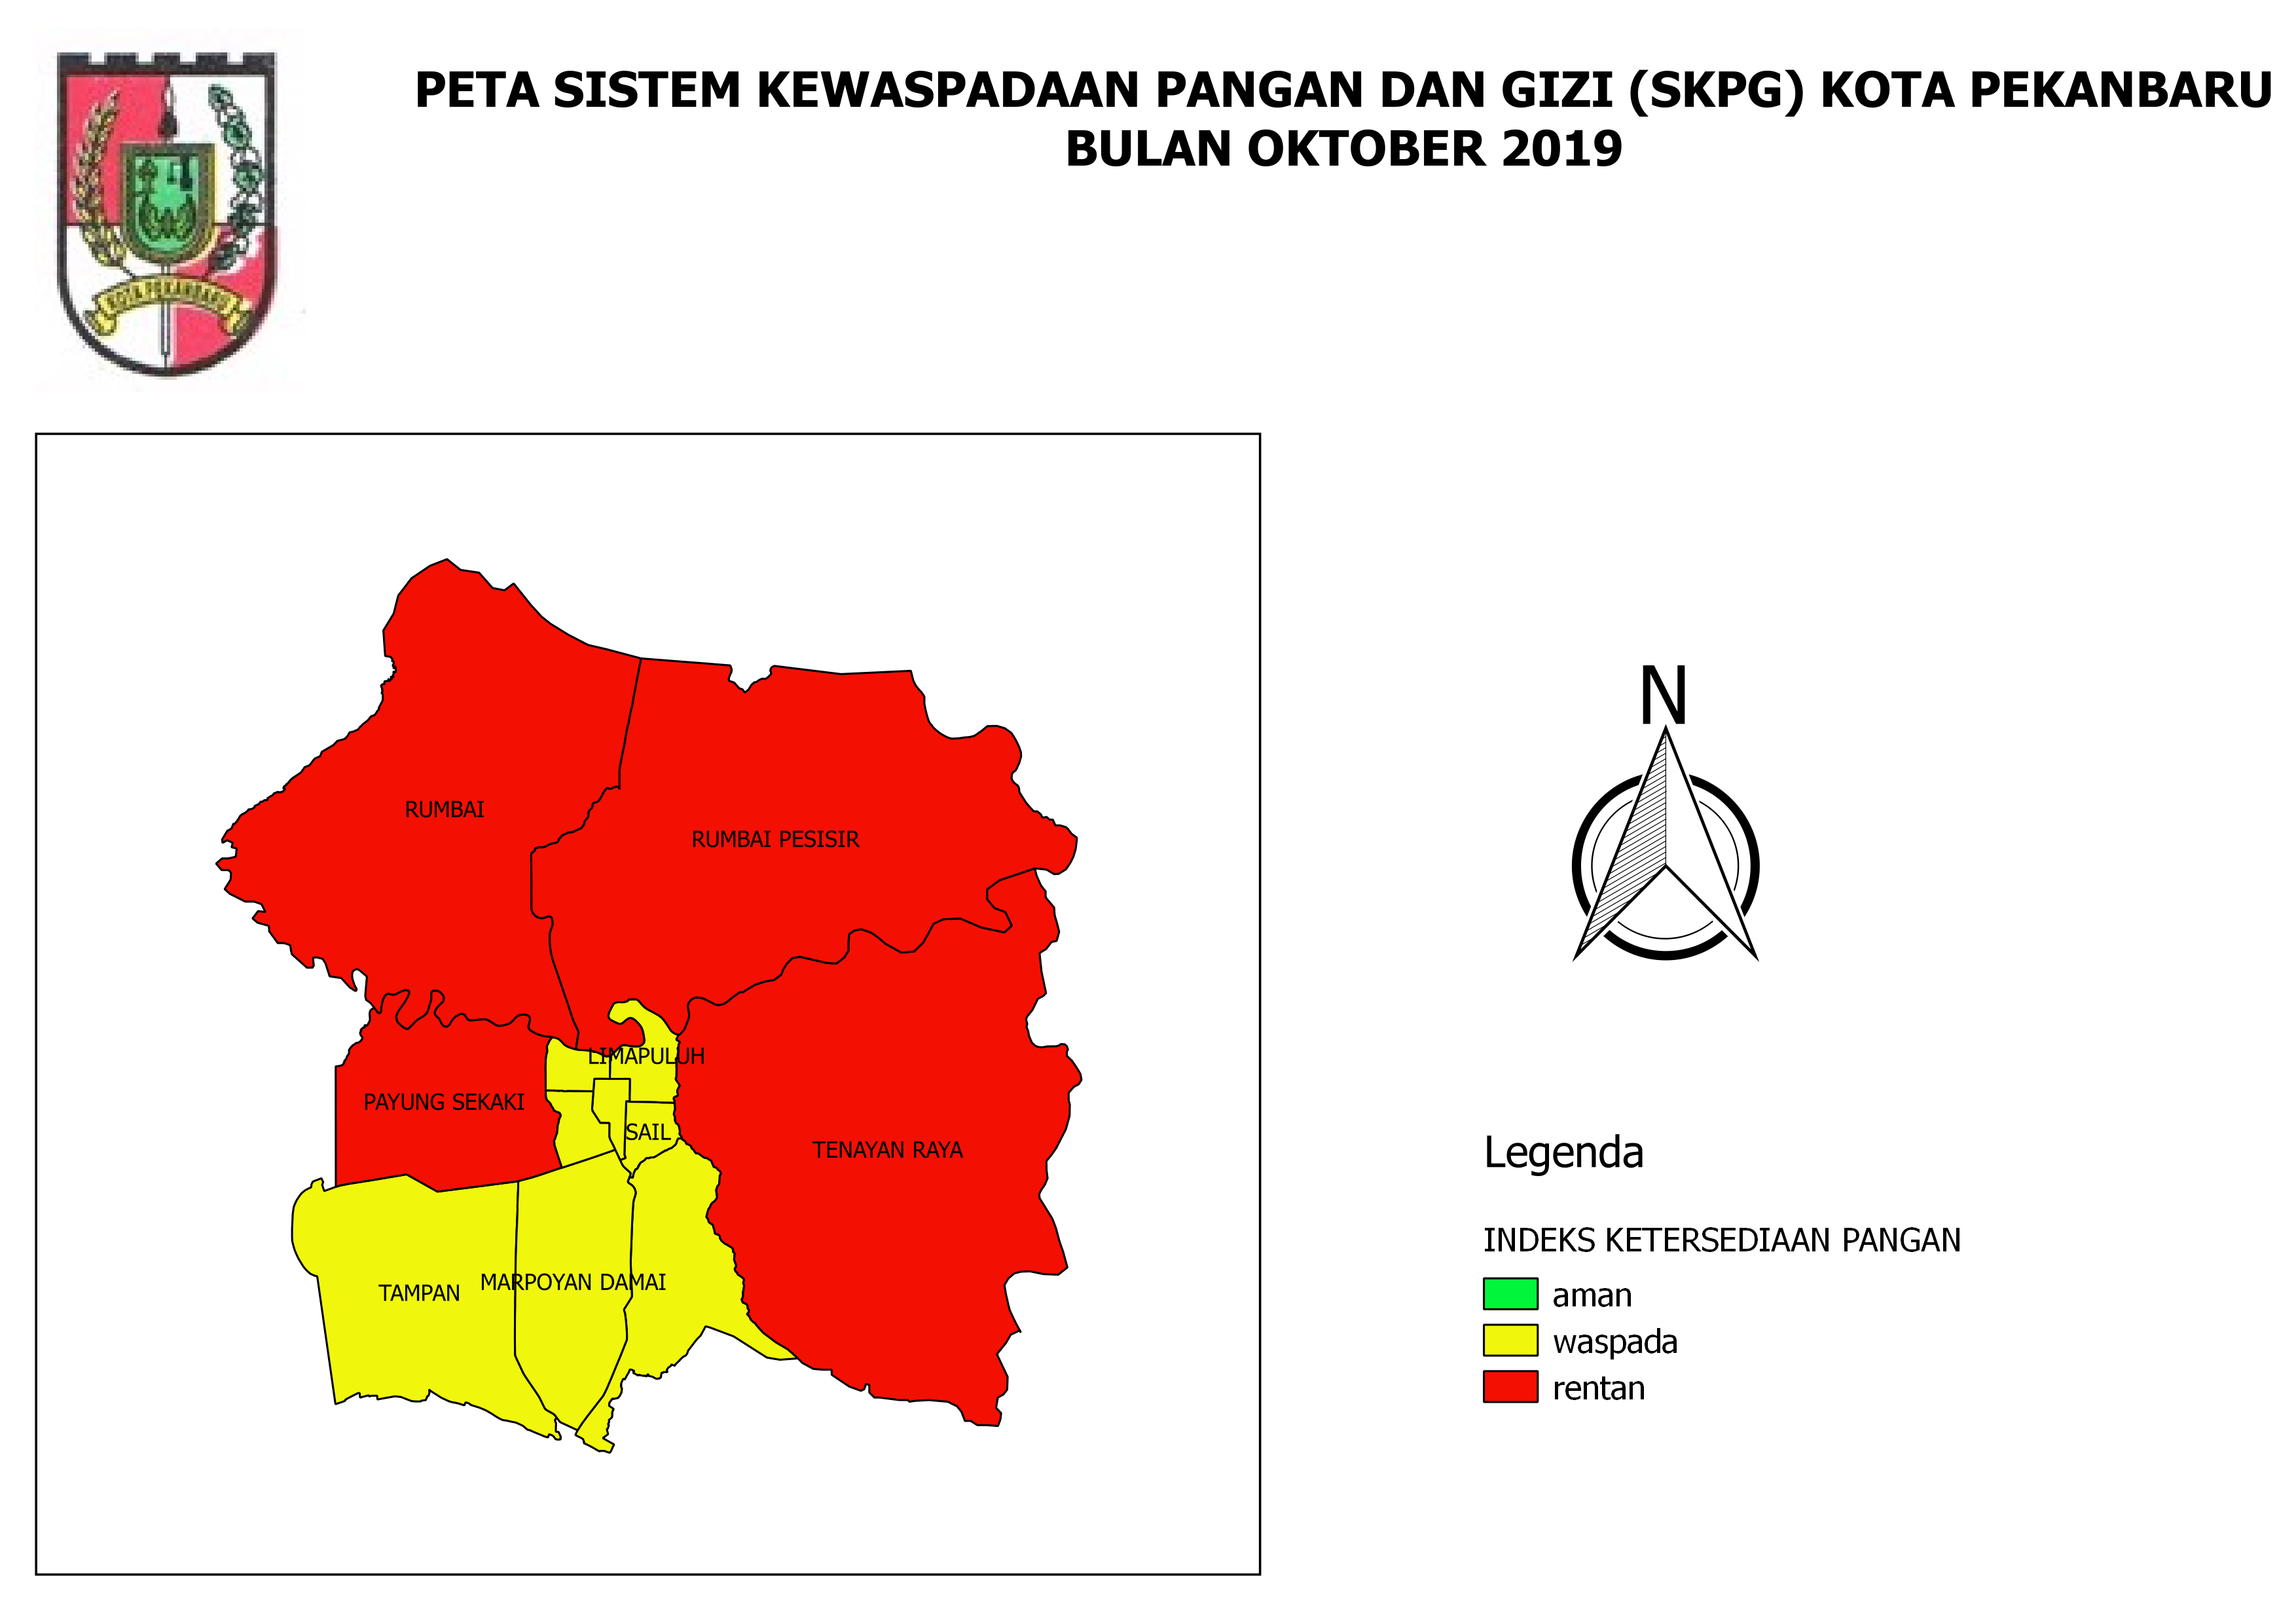 PETA SISTEM KEWASPADAAN PANGAN DAN GIZI (SKPG) KOTA PEKANBARU
BULAN OKTOBER 2019
KOTA PEKANBARU
RUMBAI
RUMBAI PESISIR
LIMAPULUH
PAYUNG SEKAKI
SAIL
TENAYAN RAYA
TAMPAN
MARPOYAN DAMAI
N
Legenda
INDEKS KETERSEDIAAN PANGAN
aman
waspada
rentan